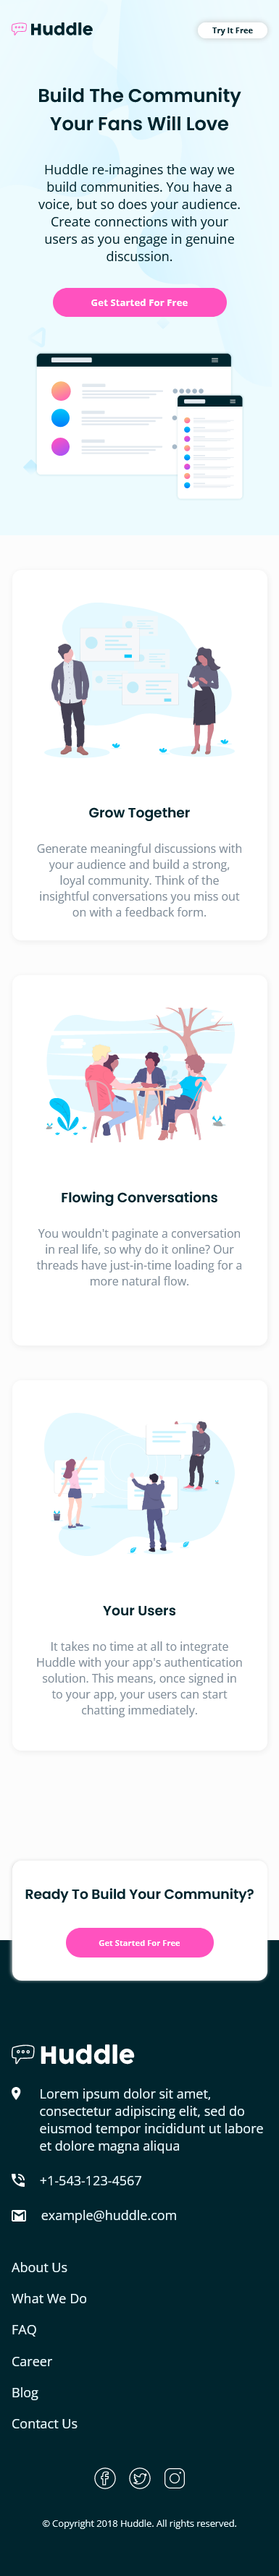 Huddle
Try It Free
Build The Community
Your Fans Will Love
Huddle re-imagines the way we
build communities. You have a
voice, but so does your audience.
Create connections with your
users as you engage in genuine
discussion.
Get Started For Free
Grow Together
Generate meaningful discussions with
your audience and build a strong,
loyal community. Think of the
insightful conversations you miss out
on with a feedback form.
Flowing Conversations
You wouldn't paginate a conversation
in real life, so why do it online? Our
threads have just-in-time loading for a
more natural flow.
Your Users
It takes no time at all to integrate
Huddle with your app's authentication
solution. This means, once signed in
to your app, your users can start
chatting immediately.
Ready To Build Your Community?
Get Started For Free
Huddle
Lorem ipsum dolor sit amet,
consectetur adipiscing elit, sed do
eiusmod tempor incididunt ut labore
et dolore magna aliqua
+1-543-123-4567
example@huddle.com
About Us
What We Do
FAQ
Career
Blog
Contact Us
© Copyright 2018 Huddle. All rights reserved.